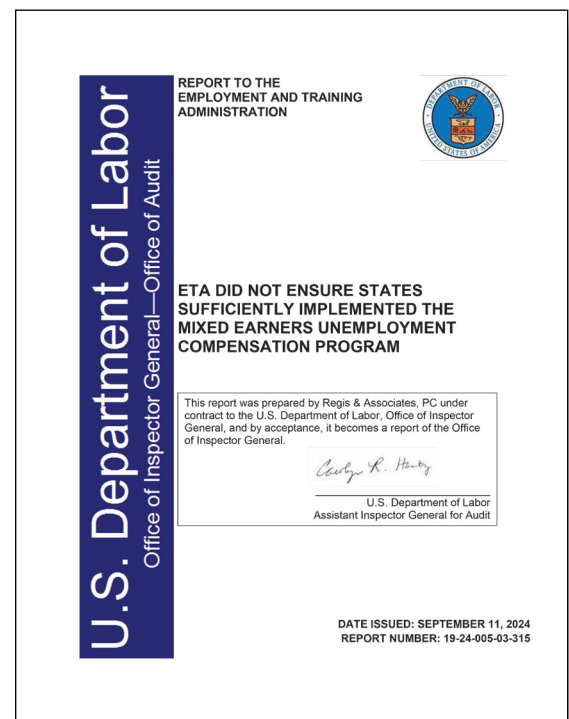 U.S. Department of Labor
Office of Inspector General—Office of Audit
REPORT TO THE
EMPLOYMENT AND TRAINING
ADMINISTRATION
DEPARTMENT OF LABOR
UNITED STATES OF AMERICA
ETA DID NOT ENSURE STATES
SUFFICIENTLY IMPLEMENTED THE
MIXED EARNERS UNEMPLOYMENT
COMPENSATION PROGRAM
This report was prepared by Regis & Associates, PC under
contract to the U.S. Department of Labor, Office of Inspector
General, and by acceptance, it becomes a report of the Office
of Inspector General.
Carolyn R. Hantz
U.S. Department of Labor
Assistant Inspector General for Audit
DATE ISSUED: SEPTEMBER 11, 2024
REPORT NUMBER: 19-24-005-03-315